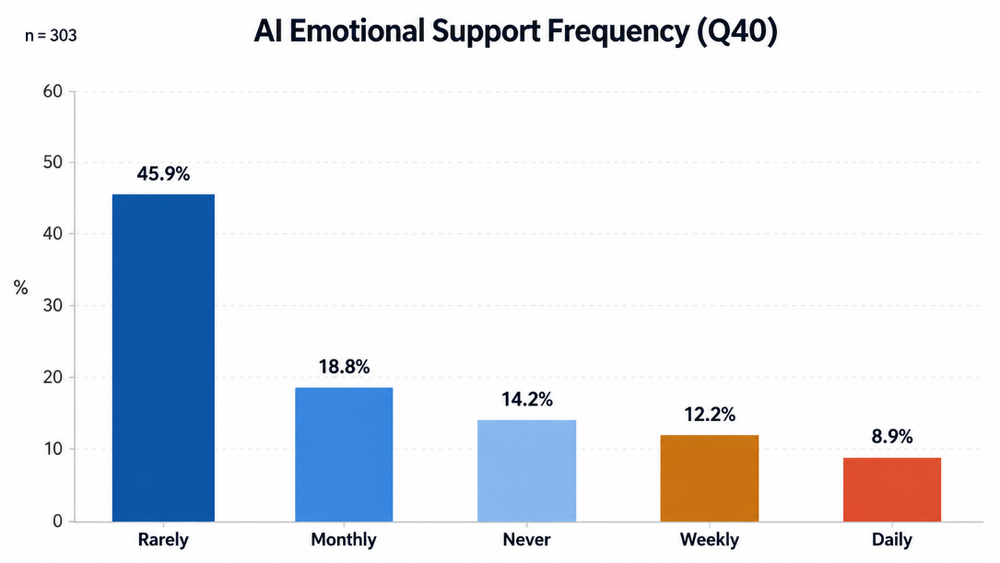 n = 303
AI Emotional Support Frequency (Q40)
60
50
40
30
20
10
0
%
45.9%
18.8%
14.2%
12.2%
8.9%
Rarely
Monthly
Never
Weekly
Daily